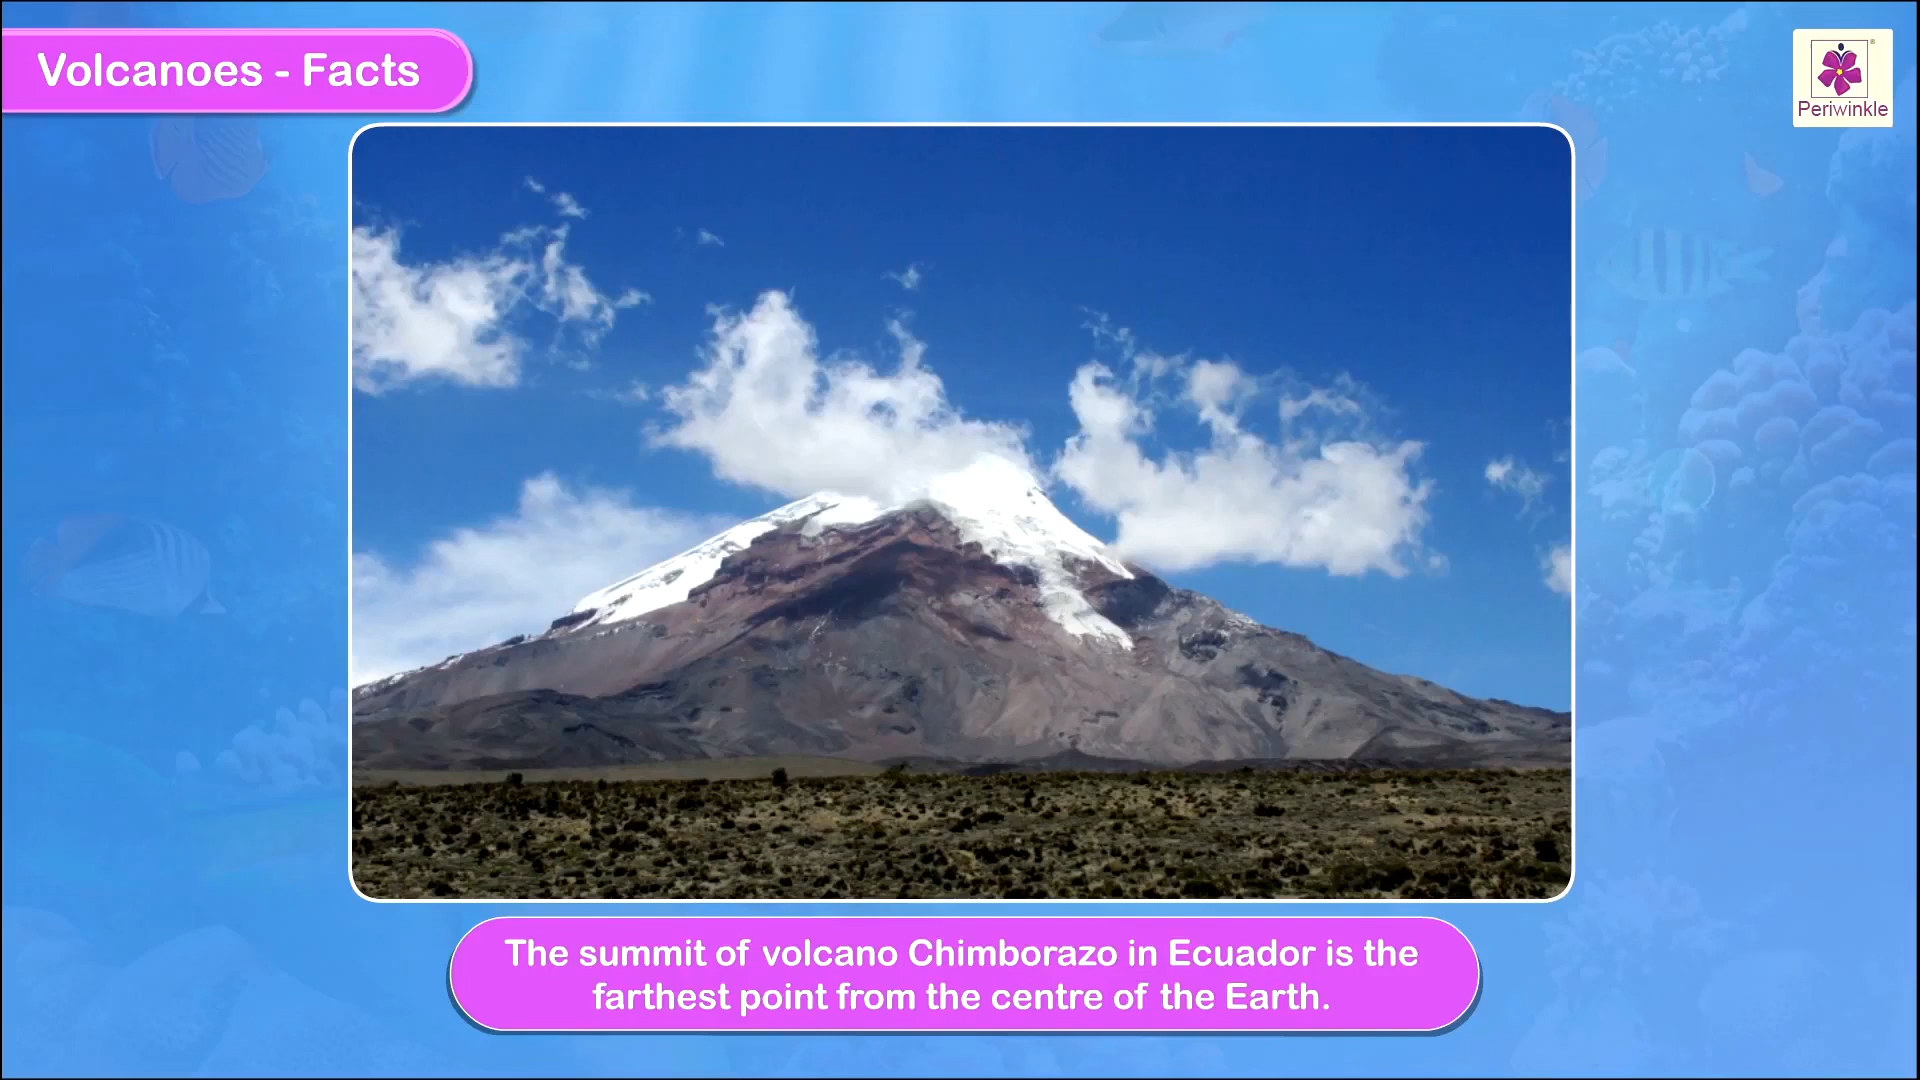 Volcanoes - Facts
Periwinkle
The summit of volcano Chimborazo in Ecuador is the
farthest point from the centre of the Earth.